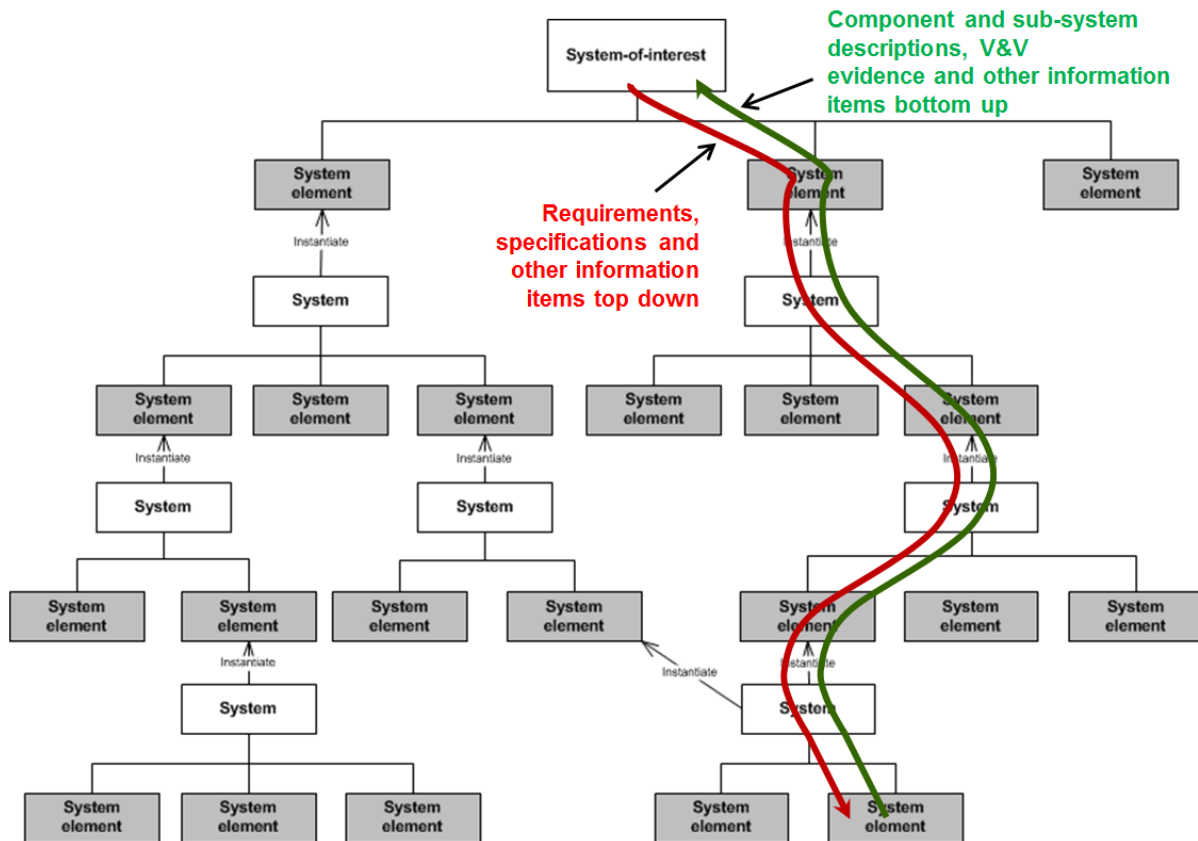 Component and sub-system
descriptions, V&V
evidence and other information
items bottom up
System-of-interest
System
element
System
element
System
element
Requirements,
specifications and
other information
items top down
Instantiate
Instantiate
System
System
System
element
System
element
System
element
System
element
System
element
System
element
Instantiate
Instantiate
Instantiate
System
System
System
System
element
System
element
System
element
System
element
System
element
System
element
System
element
Instantiate
Instantiate
Instantiate
System
System
System
element
System
element
System
element
System
element
System
element